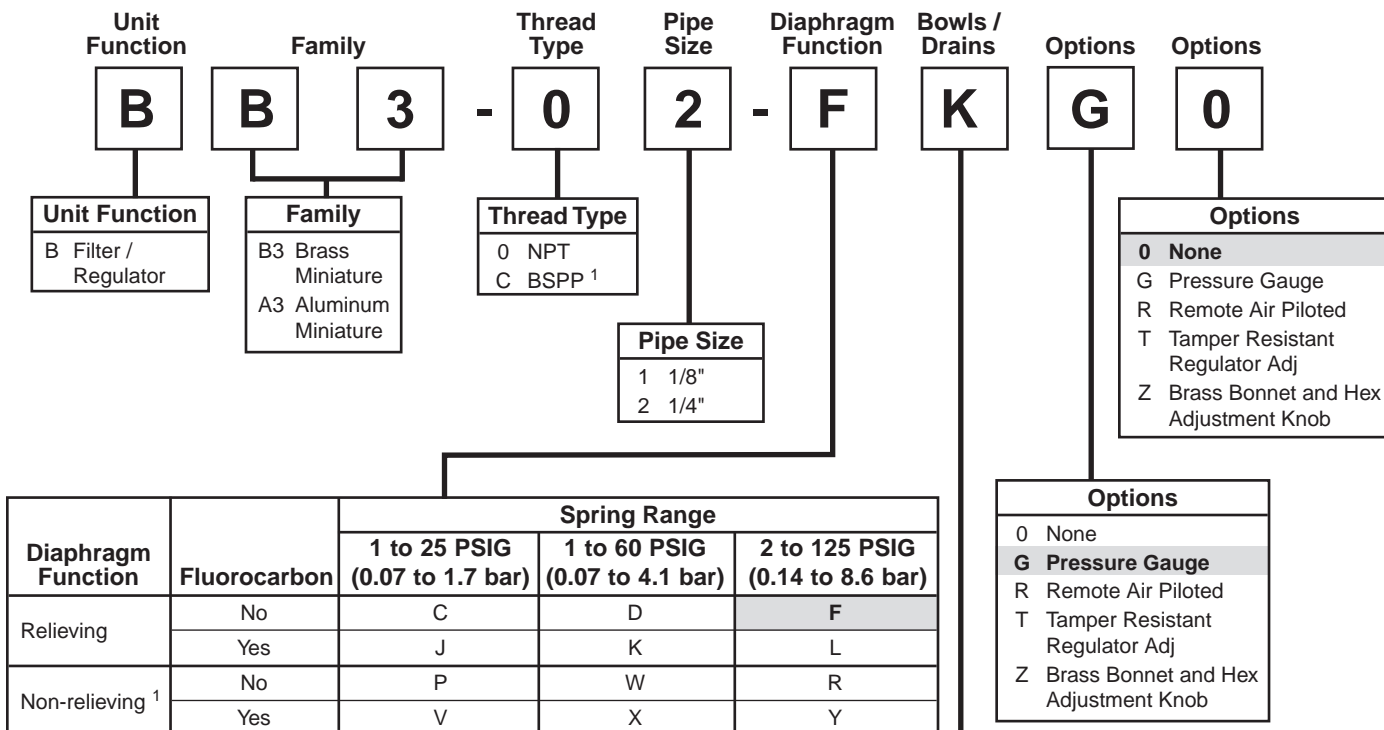 Unit Function
Family
Thread Type
Pipe Size
Diaphragm Function
Bowls / Drains
Options
Options
B B 3 - 0 2 - F K G 0
Unit Function
B Filter / Regulator
Family
B3 Brass Miniature
A3 Aluminum Miniature
Thread Type
0 NPT
C BSPP 1
Pipe Size
1 1/8"
2 1/4"
Options
0 None
G Pressure Gauge
R Remote Air Piloted
T Tamper Resistant
Regulator Adj
Z Brass Bonnet and Hex
Adjustment Knob
Options
0 None
G Pressure Gauge
R Remote Air Piloted
T Tamper Resistant
Regulator Adj
Z Brass Bonnet and Hex
Adjustment Knob
Diaphragm Function
Fluorocarbon
Spring Range
1 to 25 PSIG (0.07 to 1.7 bar)
1 to 60 PSIG (0.07 to 4.1 bar)
2 to 125 PSIG (0.14 to 8.6 bar)
Relieving
No C D F
Yes J K L
Non-relieving 1
No P W R
Yes V X Y